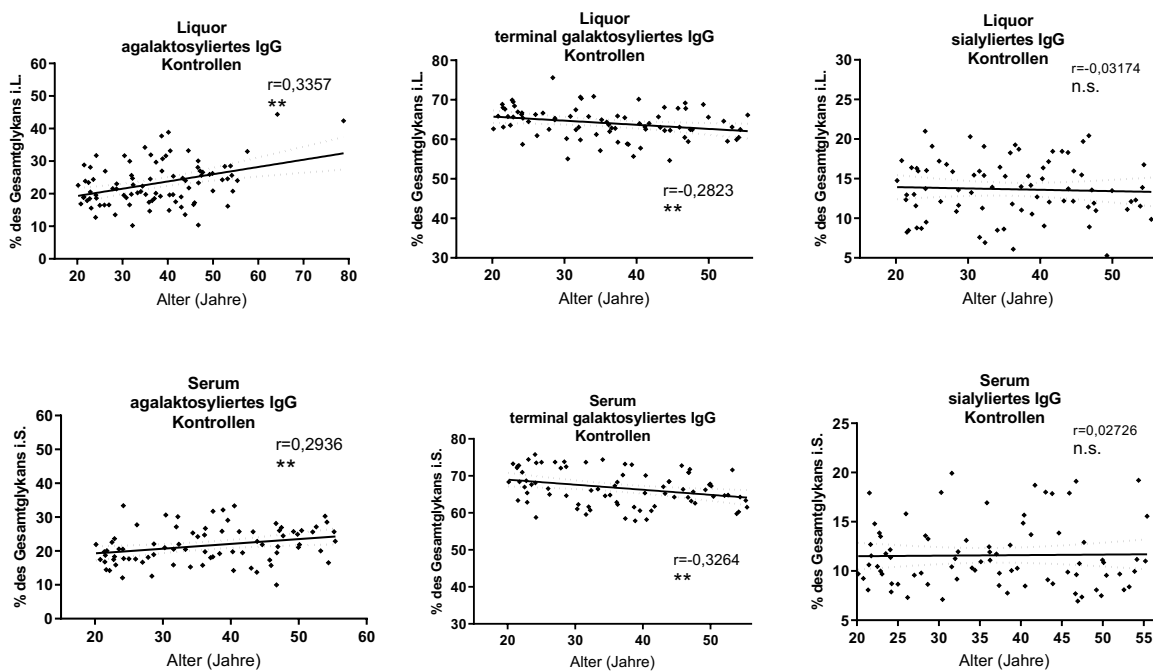 Liquor
agalaktosyliertes IgG
Kontrollen
r=0,3357
**
% des Gesamtglykans i.L.
60
50
40
30
20
10
0
20 30 40 50 60 70 80
Alter (Jahre)
Liquor
terminal galaktosyliertes IgG
Kontrollen
% des Gesamtglykans i.L.
80
70
60
50
40
30
r=-0,2823
**
20 30 40 50
Alter (Jahre)
Liquor
sialyliertes IgG
Kontrollen
r=-0,03174
n.s.
% des Gesamtglykans i.L.
30
25
20
15
10
5
20 30 40 50
Alter (Jahre)
Serum
agalaktosyliertes IgG
Kontrollen
r=0,2936
**
% des Gesamtglykans i.S.
60
50
40
30
20
10
0
20 30 40 50 60
Alter (Jahre)
Serum
terminal galaktosyliertes IgG
Kontrollen
% des Gesamtglykans i.S.
80
70
60
50
40
30
r=-0,3264
**
20 30 40 50
Alter (Jahre)
Serum
sialyliertes IgG
Kontrollen
r=0,02726
n.s.
% des Gesamtglykans i.S.
25
20
15
10
5
20 25 30 35 40 45 50 55
Alter (Jahre)